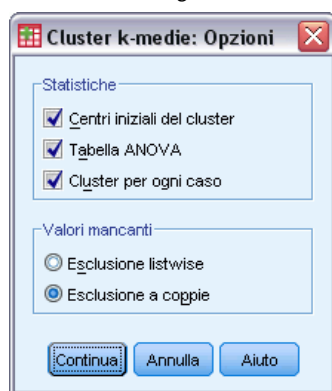 Cluster k-medie: Opzioni
Statistiche
Centri iniziali del cluster
Tabella ANOVA
Cluster per ogni caso
Valori mancanti
Esclusione listwise
Esclusione a coppie
Continua Annulla Aiuto